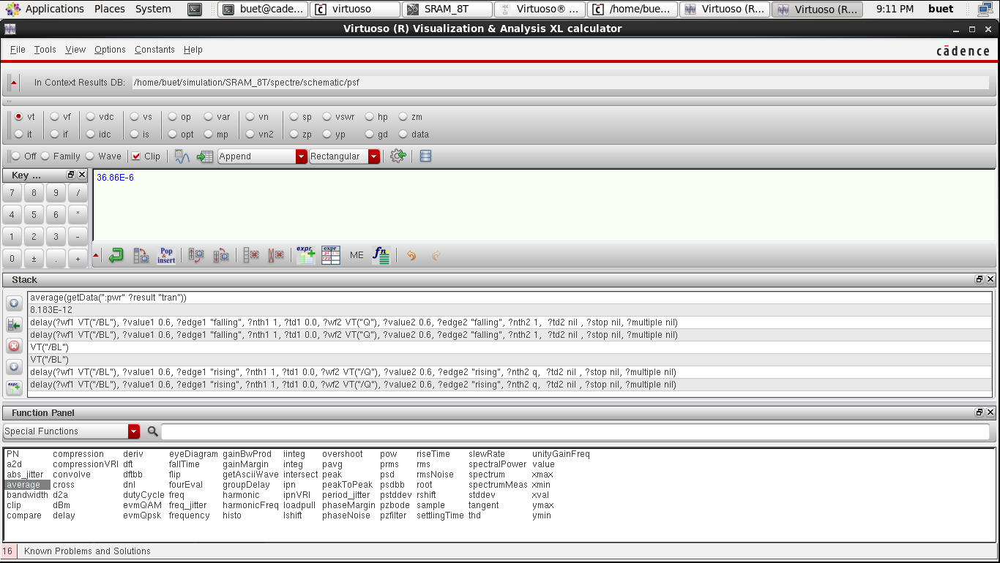 Applications Places System buet@cade... virtuoso SRAM_8T Virtuoso® ... /home/bue... Virtuoso (R... Virtuoso (R... 9:11 PM buet
Virtuoso (R) Visualization & Analysis XL calculator
File Tools View Options Constants Help cādence
In Context Results DB: /home/buet/simulation/SRAM_8T/spectre/schematic/psf
vt vf vdc vs op var vn sp vswr hp zm
it if idc is opt mp vn2 zp yp gd data
Off Family Wave Clip Append Rectangular
Key ...
36.86E-6
7 8 9 /
4 5 6 *
1 2 3 -
0 ± . +
Pop & insert expr expr ME fn
Stack
average(getData(":pwr" ?result "tran"))
8.183E-12
delay(?wf1 VT("/BL"), ?value1 0.6, ?edge1 "falling", ?nth1 1, ?td1 0.0, ?wf2 VT("Q"), ?value2 0.6, ?edge2 "falling", ?nth2 1,  ?td2 nil , ?stop nil, ?multiple nil)
delay(?wf1 VT("/BL"), ?value1 0.6, ?edge1 "falling", ?nth1 1, ?td1 0.0, ?wf2 VT("Q"), ?value2 0.6, ?edge2 "falling", ?nth2 1,  ?td2 nil , ?stop nil, ?multiple nil)
VT("/BL")
VT("/BL")
delay(?wf1 VT("/BL"), ?value1 0.6, ?edge1 "rising", ?nth1 1, ?td1 0.0, ?wf2 VT("/Q"), ?value2 0.6, ?edge2 "rising", ?nth2 q,  ?td2 nil , ?stop nil, ?multiple nil)
delay(?wf1 VT("/BL"), ?value1 0.6, ?edge1 "rising", ?nth1 1, ?td1 0.0, ?wf2 VT("/Q"), ?value2 0.6, ?edge2 "rising", ?nth2 q,  ?td2 nil , ?stop nil, ?multiple nil)
expr
Function Panel
Special Functions
PN compression deriv eyeDiagram gainBwProd iinteg overshoot pow riseTime slewRate unityGainFreq
a2d compressionVRI dft fallTime gainMargin integ pavg prms rms spectralPower value
abs_jitter convolve dftbb flip getAsciiWave intersect peak psd rmsNoise spectrum xmax
average cross dnl fourEval groupDelay ipn peakToPeak psdbb root spectrumMeas xmin
bandwidth d2a dutyCycle freq harmonic ipnVRI period_jitter pstddev rshift stddev xval
clip dBm evmQAM freq_jitter harmonicFreq loadpull phaseMargin pzbode sample tangent ymax
compare delay evmQpsk frequency histo lshift phaseNoise pzfilter settlingTime thd ymin
16 Known Problems and Solutions